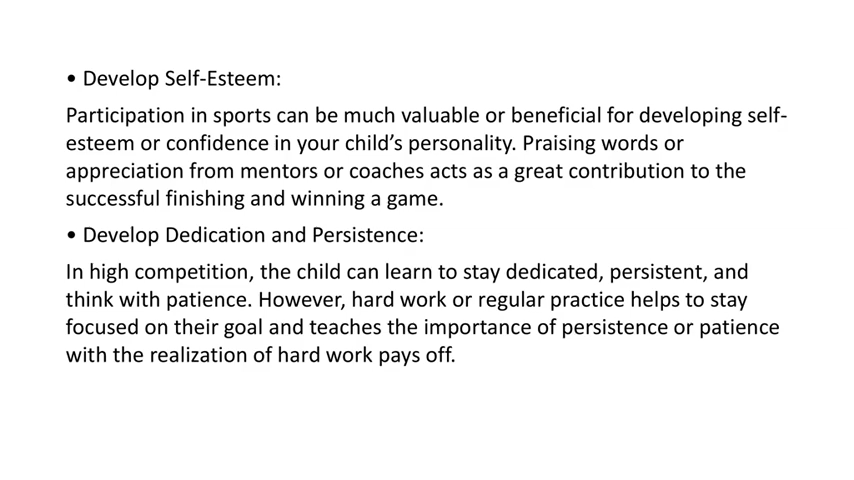 • Develop Self-Esteem:
Participation in sports can be much valuable or beneficial for developing self-
esteem or confidence in your child’s personality. Praising words or
appreciation from mentors or coaches acts as a great contribution to the
successful finishing and winning a game.
• Develop Dedication and Persistence:
In high competition, the child can learn to stay dedicated, persistent, and
think with patience. However, hard work or regular practice helps to stay
focused on their goal and teaches the importance of persistence or patience
with the realization of hard work pays off.